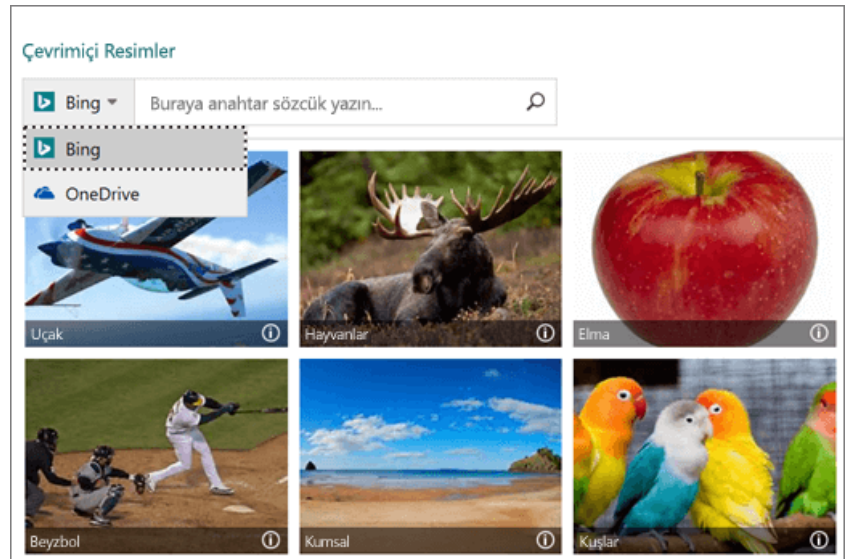 Çevrimiçi Resimler
Bing
Buraya anahtar sözcük yazın...
Bing
OneDrive
Uçak
Hayvanlar
Elma
Beyzbol
Kumsal
Kuşlar